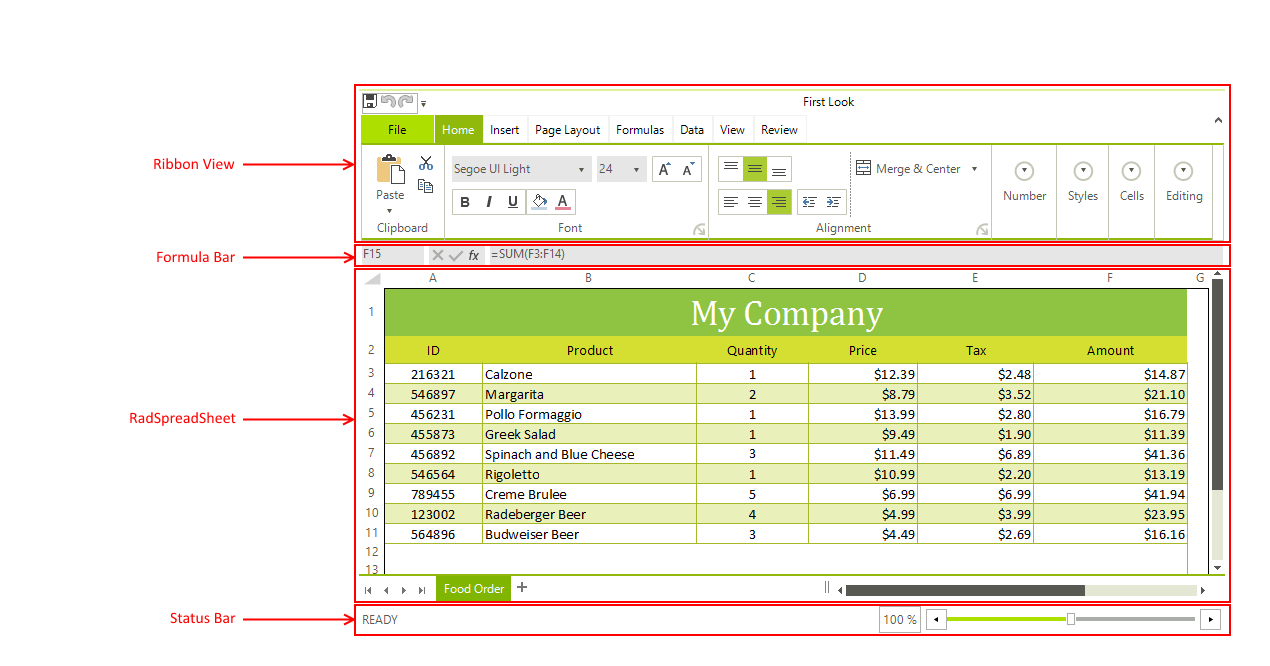 First Look
File Home Insert Page Layout Formulas Data View Review
Ribbon View
Paste
Clipboard
Segoe UI Light 24 A A
B I U A
Font
Merge & Center
Alignment
Number Styles Cells Editing
Formula Bar
F15 fx =SUM(F3:F14)
A B C D E F G
1 My Company
2 ID Product Quantity Price Tax Amount
3 216321 Calzone 1 $12.39 $2.48 $14.87
4 546897 Margarita 2 $8.79 $3.52 $21.10
RadSpreadSheet
5 456231 Pollo Formaggio 1 $13.99 $2.80 $16.79
6 455873 Greek Salad 1 $9.49 $1.90 $11.39
7 456892 Spinach and Blue Cheese 3 $11.49 $6.89 $41.36
8 546564 Rigoletto 1 $10.99 $2.20 $13.19
9 789455 Creme Brulee 5 $6.99 $6.99 $41.94
10 123002 Radeberger Beer 4 $4.99 $3.99 $23.95
11 564896 Budweiser Beer 3 $4.49 $2.69 $16.16
12
13
Food Order +
Status Bar
READY 100 %